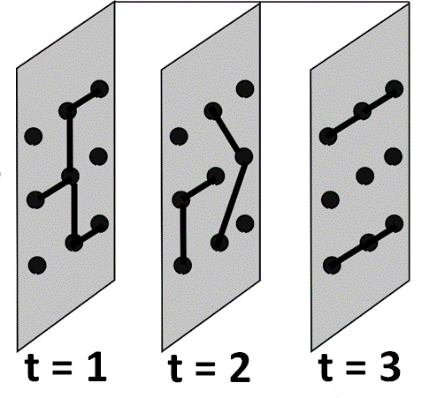 t = 1 t = 2 t = 3